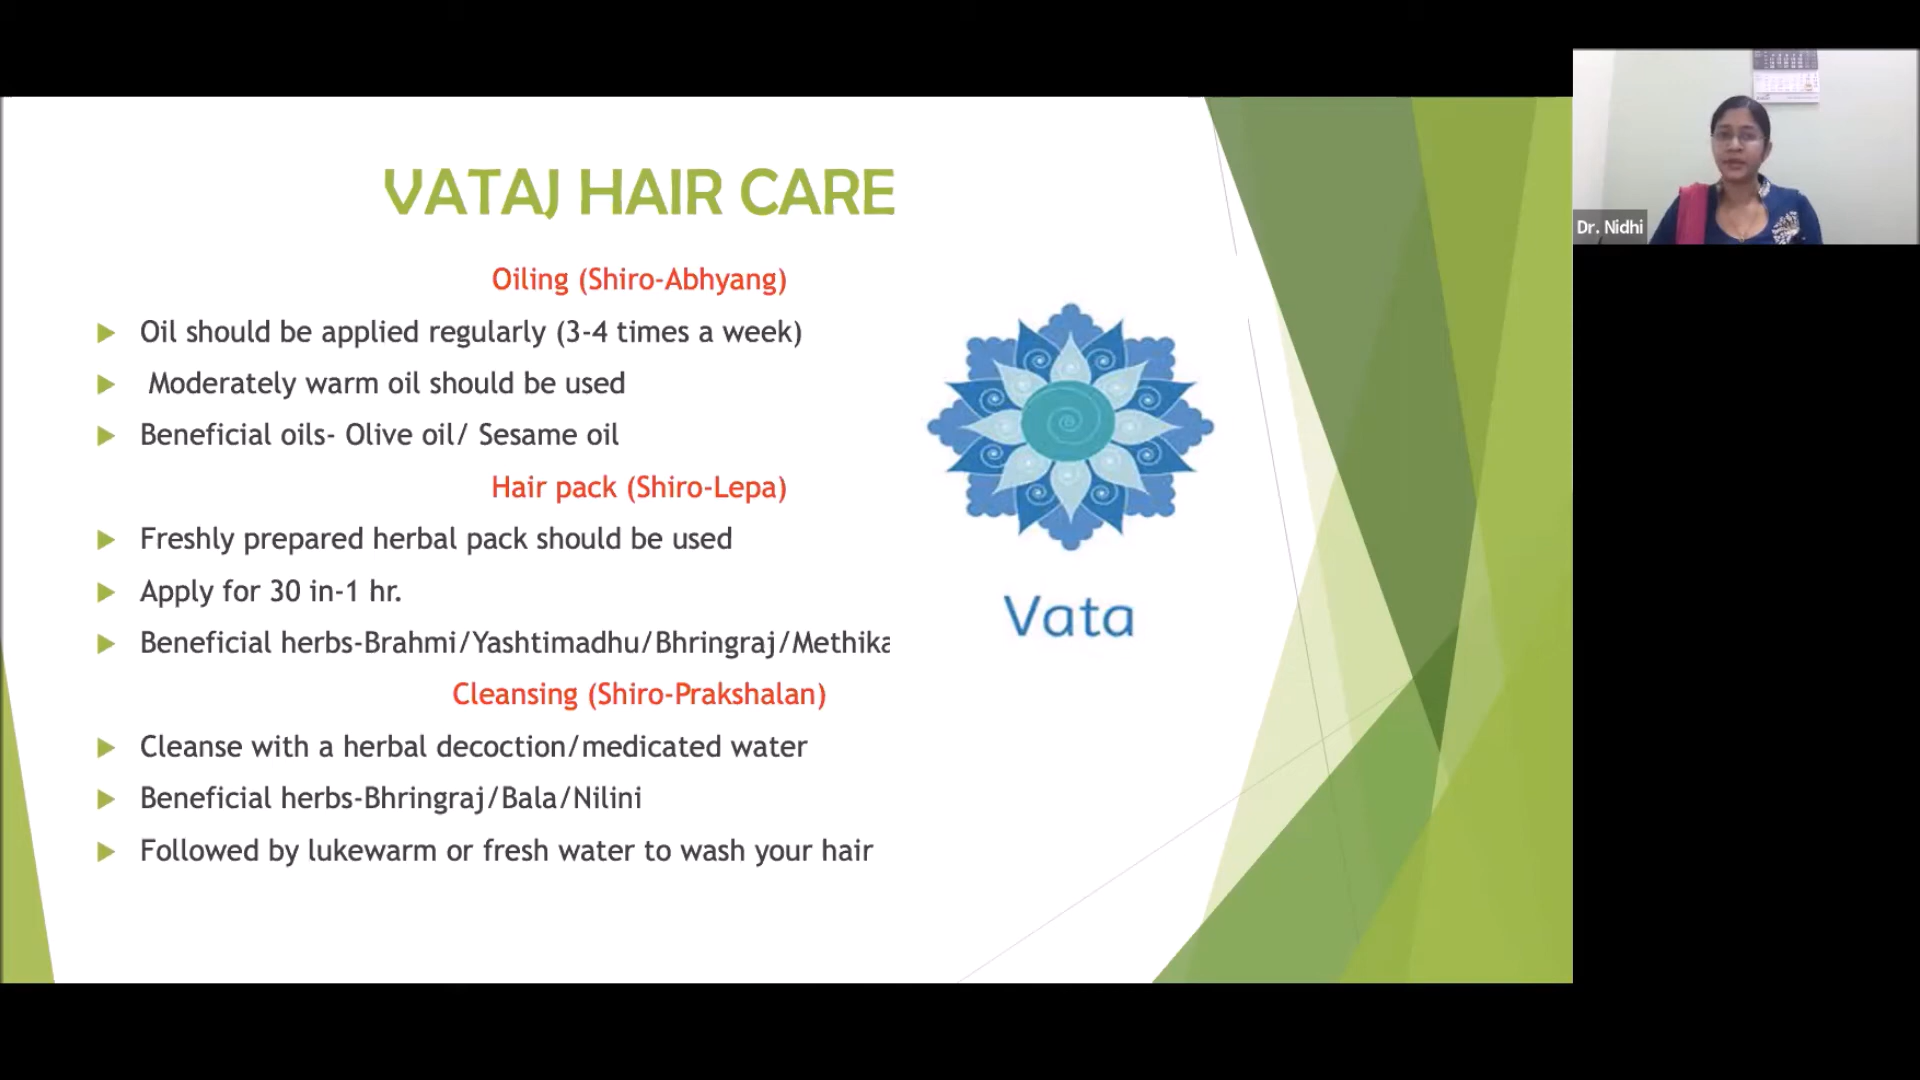 VATAJ HAIR CARE
Oiling (Shiro-Abhyang)
Oil should be applied regularly (3-4 times a week)
Moderately warm oil should be used
Beneficial oils- Olive oil/ Sesame oil
Hair pack (Shiro-Lepa)
Freshly prepared herbal pack should be used
Apply for 30 in-1 hr.
Beneficial herbs-Brahmi/Yashtimadhu/Bhringraj/Methika
Cleansing (Shiro-Prakshalan)
Cleanse with a herbal decoction/medicated water
Beneficial herbs-Bhringraj/Bala/Nilini
Followed by lukewarm or fresh water to wash your hair
Vata
Dr. Nidhi